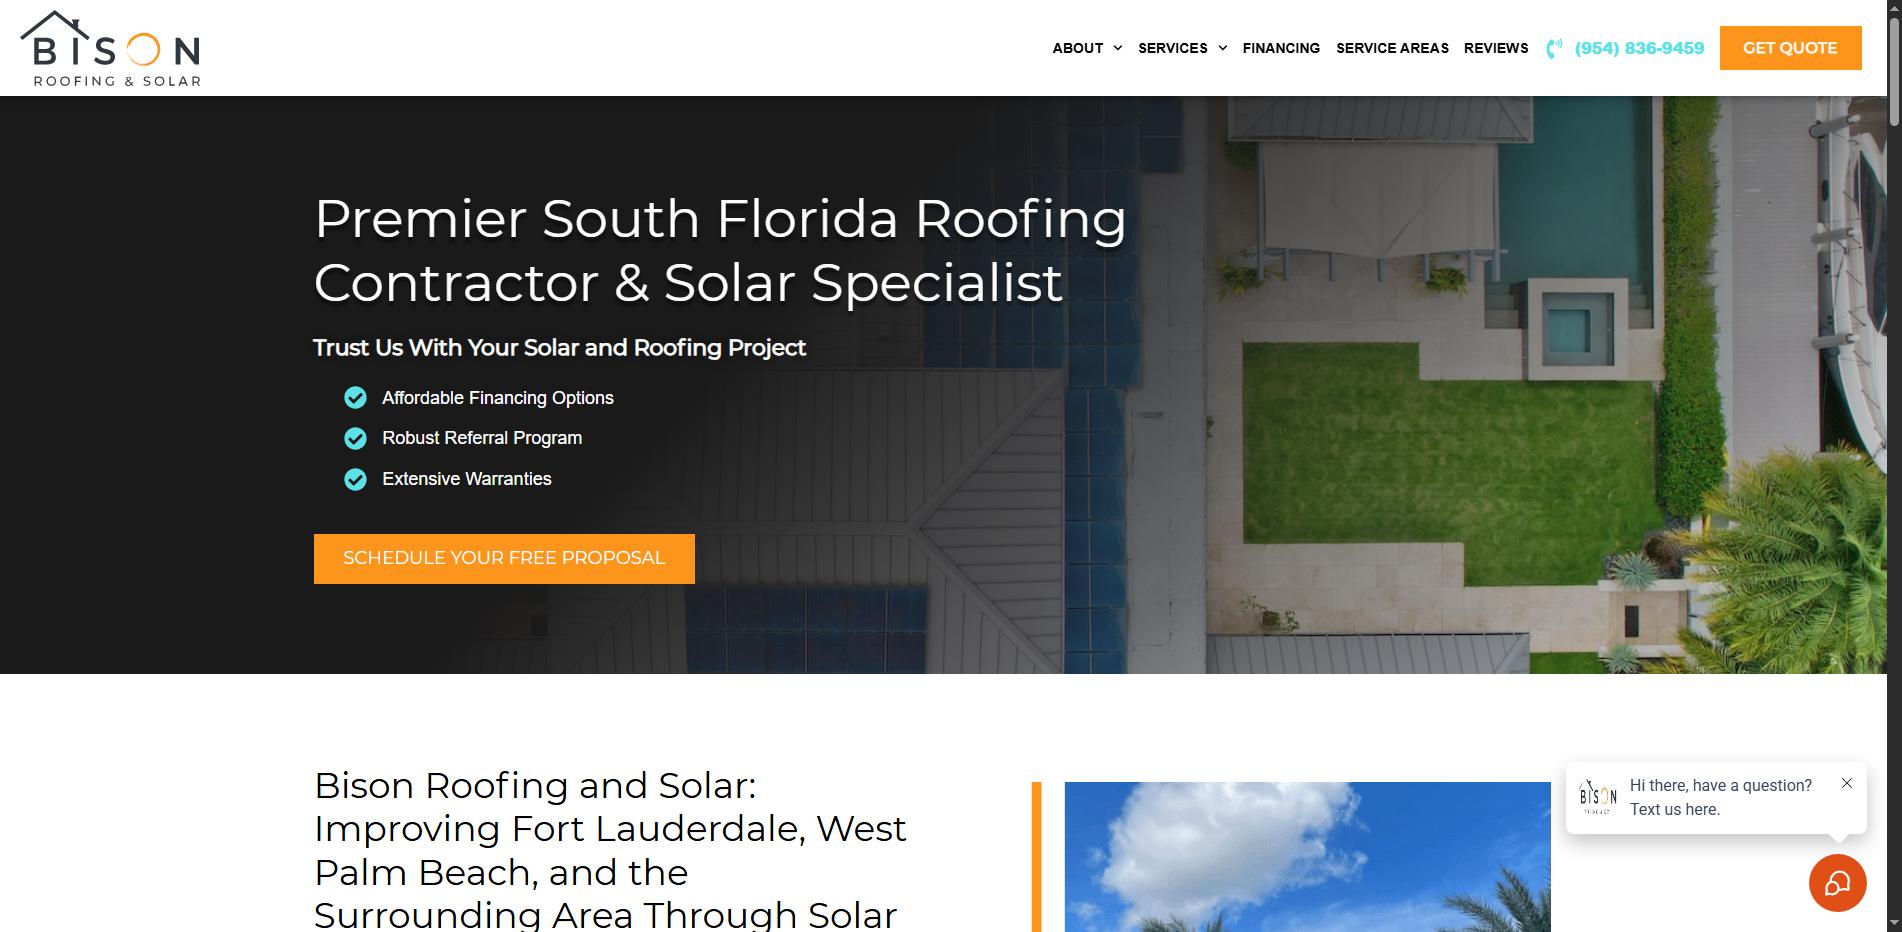 BISON
ROOFING & SOLAR
ABOUT
SERVICES
FINANCING
SERVICE AREAS
REVIEWS
(954) 836-9459
GET QUOTE
Premier South Florida Roofing
Contractor & Solar Specialist
Trust Us With Your Solar and Roofing Project
Affordable Financing Options
Robust Referral Program
Extensive Warranties
SCHEDULE YOUR FREE PROPOSAL
Bison Roofing and Solar:
Improving Fort Lauderdale, West
Palm Beach, and the
Surrounding Area Through Solar
BISON
Hi there, have a question?
Text us here.